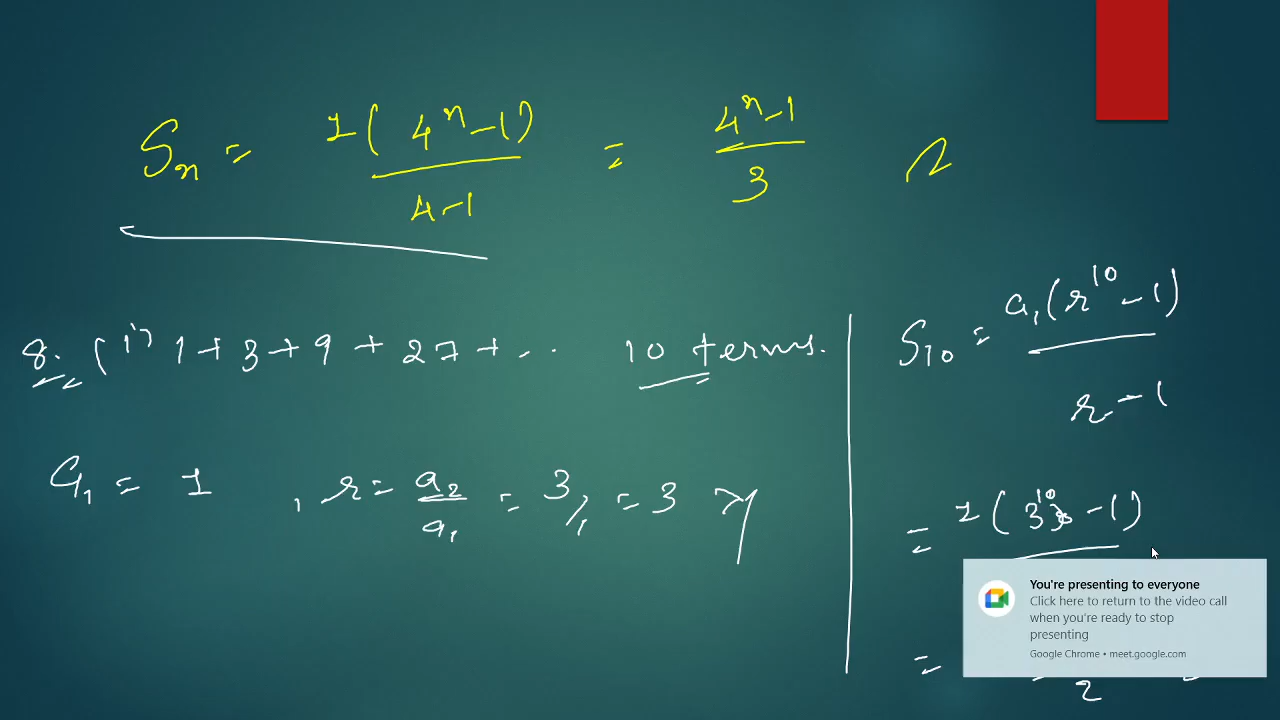 Sn = 1(4^n-1)/4-1 = 4^n-1/3
8. (i) 1+3+9+27+... 10 terms.
a1 = 1, r = a2/a1 = 3/1 = 3 > 1
S10 = a1(r^10-1)/r-1
= 1(3^10-1)
= 2
You're presenting to everyone
Click here to return to the video call
when you're ready to stop
presenting
Google Chrome • meet.google.com